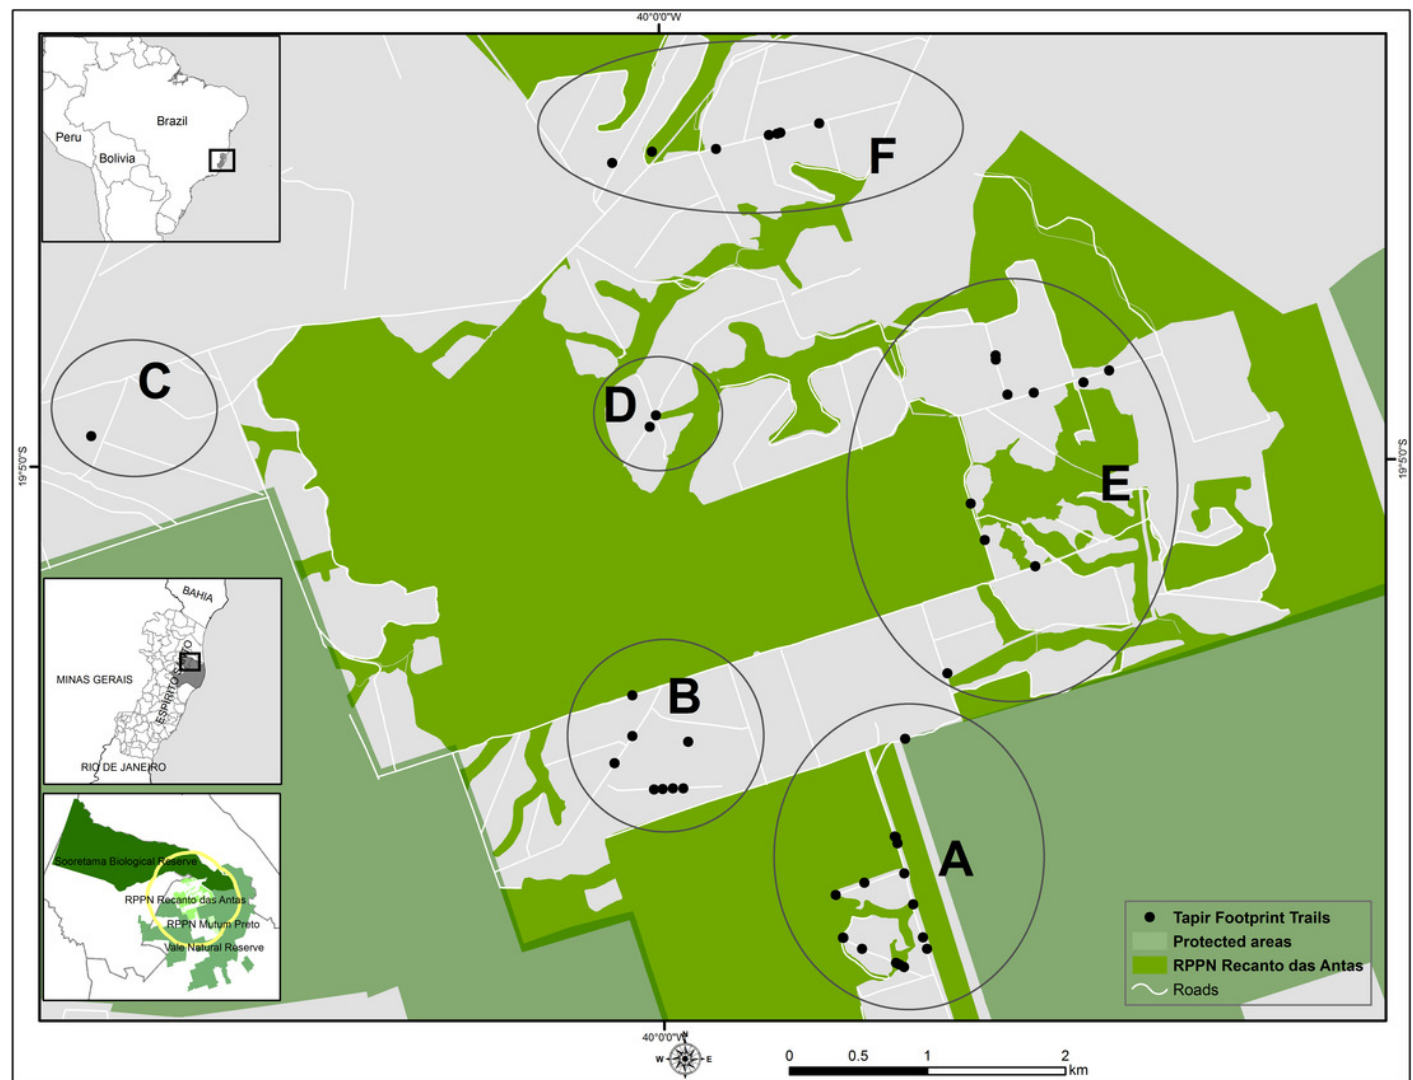 40°0'0"W
Brazil
Peru
Bolivia
F
C
D
E
19°5'0"S
19°5'0"S
BAHIA
MINAS GERAIS
ESPÍRITO SANTO
RIO DE JANEIRO
B
A
Sooretama Biological Reserve
RPPN Recanto das Antas
RPPN Mutum Preto
Vale Natural Reserve
Tapir Footprint Trails
Protected areas
RPPN Recanto das Antas
Roads
40°0'0"W
N
W
E
S
0 0.5 1 2
km